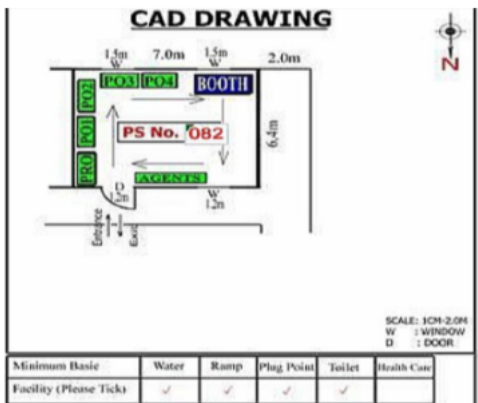 CAD DRAWING
N
1.5m 7.0m 1.5m 2.0m
W W
PO3 PO4 BOOTH
PO2
PO1
PRO
PS No. 082
6.4m
AGENTS
D W
1.2m 1.2m
Entrance
Exit
SCALE: 1CM-2.0M
W : WINDOW
D : DOOR
Minimum Basic Water Ramp Plug Point Toilet Health Care
Facility (Please Tick) ✓ ✓ ✓ ✓